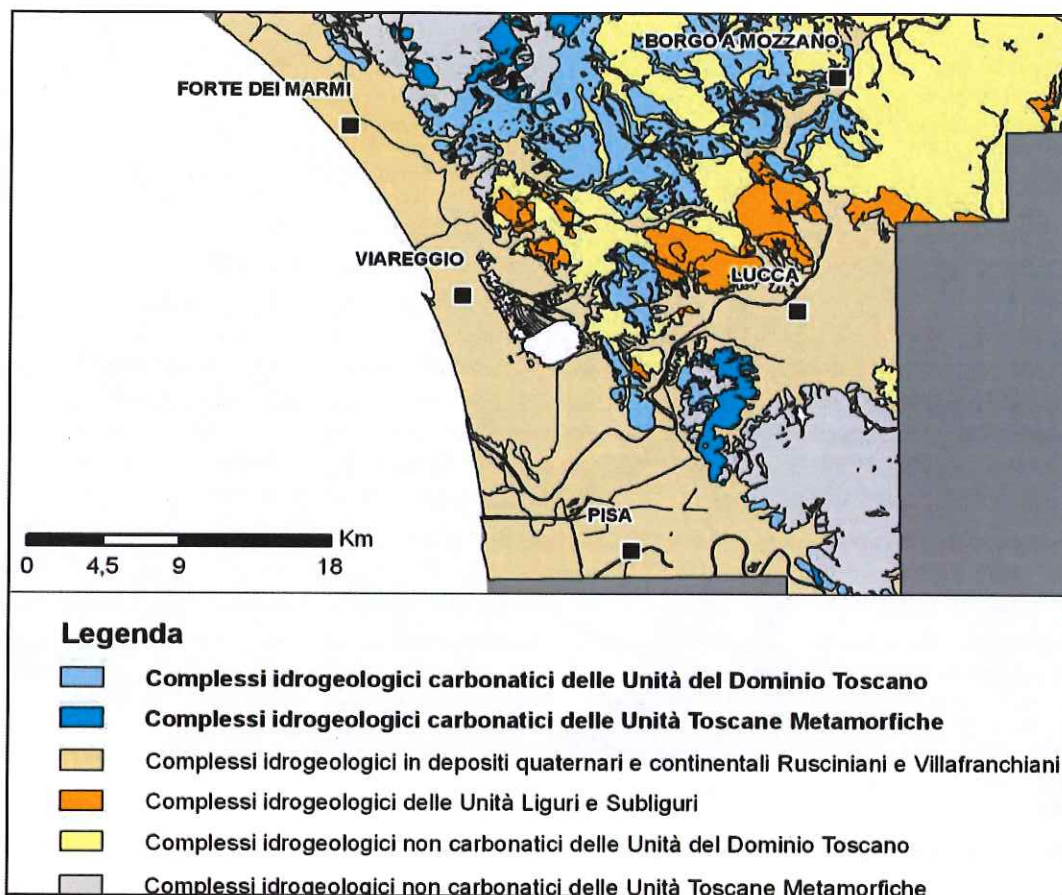 BORGO A MOZZANO
FORTE DEI MARMI
VIAREGGIO
LUCCA
PISA
Km
0 4,5 9 18
Legenda
Complessi idrogeologici carbonatici delle Unità del Dominio Toscano
Complessi idrogeologici carbonatici delle Unità Toscane Metamorfiche
Complessi idrogeologici in depositi quaternari e continentali Rusciniani e Villafranchiani
Complessi idrogeologici delle Unità Liguri e Subliguri
Complessi idrogeologici non carbonatici delle Unità del Dominio Toscano
Complessi idrogeologici non carbonatici delle Unità Toscane Metamorfiche